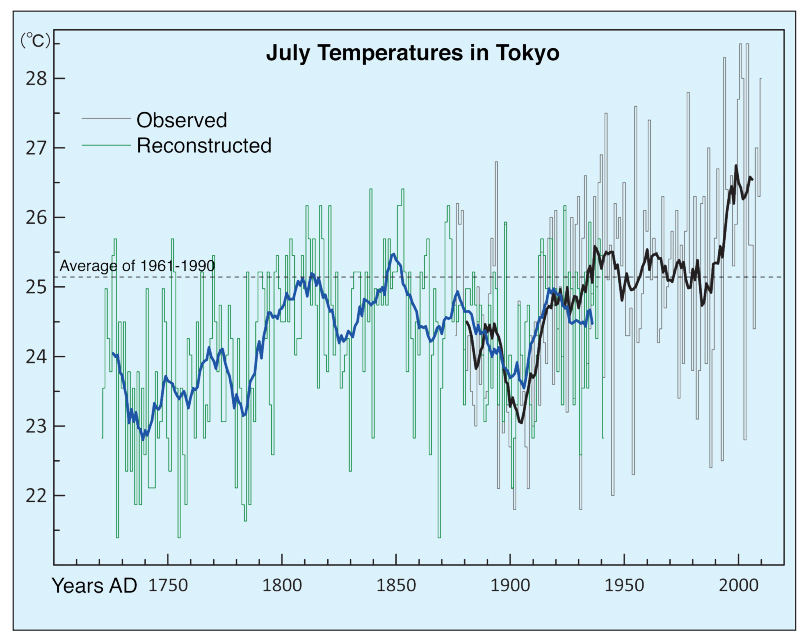 (°C)
July Temperatures in Tokyo
28
Observed
Reconstructed
27
26
Average of 1961-1990
25
24
23
22
Years AD 1750 1800 1850 1900 1950 2000